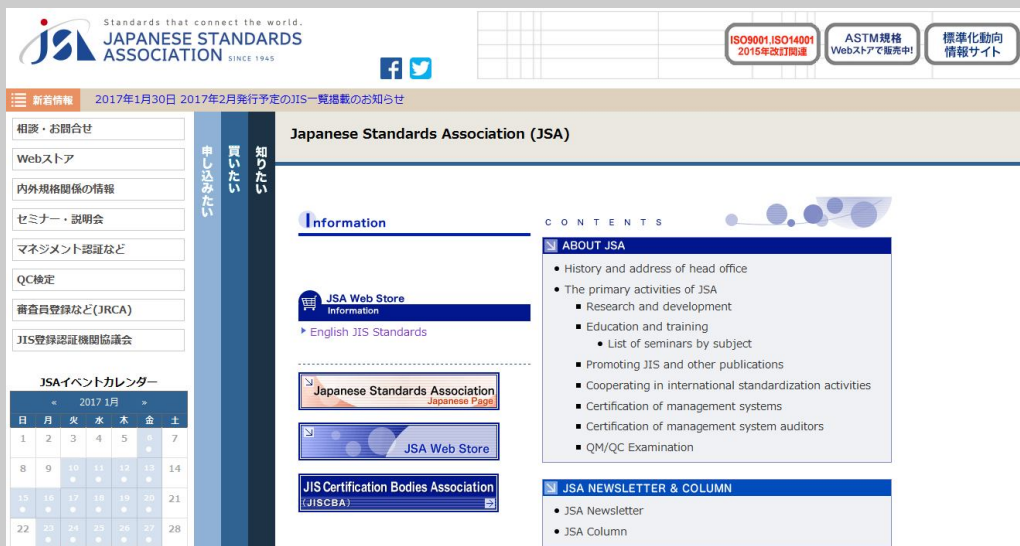 Standards that connect the world.
JSA
JAPANESE STANDARDS
ASSOCIATION SINCE 1945
ISO9001,ISO14001
2015年改訂関連
ASTM規格
Webストアで販売中!
標準化動向
情報サイト
新着情報 2017年1月30日 2017年2月発行予定のJIS一覧掲載のお知らせ
相談・お問合せ
Webストア
内外規格関係の情報
セミナー・説明会
マネジメント認証など
QC検定
審査員登録など(JRCA)
JIS登録認証機関協議会
JSAイベントカレンダー
« 2017 1月 »
日 月 火 水 木 金 土
1 2 3 4 5 6 7
8 9 10 11 12 13 14
15 16 17 18 19 20 21
22 23 24 25 26 27 28
申し込みたい
買いたい
知りたい
Japanese Standards Association (JSA)
Information
JSA Web Store
Information
English JIS Standards
Japanese Standards Association
Japanese Page
JSA Web Store
JIS Certification Bodies Association
(JISCBA)
CONTENTS
ABOUT JSA
• History and address of head office
• The primary activities of JSA
▪ Research and development
▪ Education and training
• List of seminars by subject
▪ Promoting JIS and other publications
▪ Cooperating in international standardization activities
▪ Certification of management systems
▪ Certification of management system auditors
▪ QM/QC Examination
JSA NEWSLETTER & COLUMN
• JSA Newsletter
• JSA Column